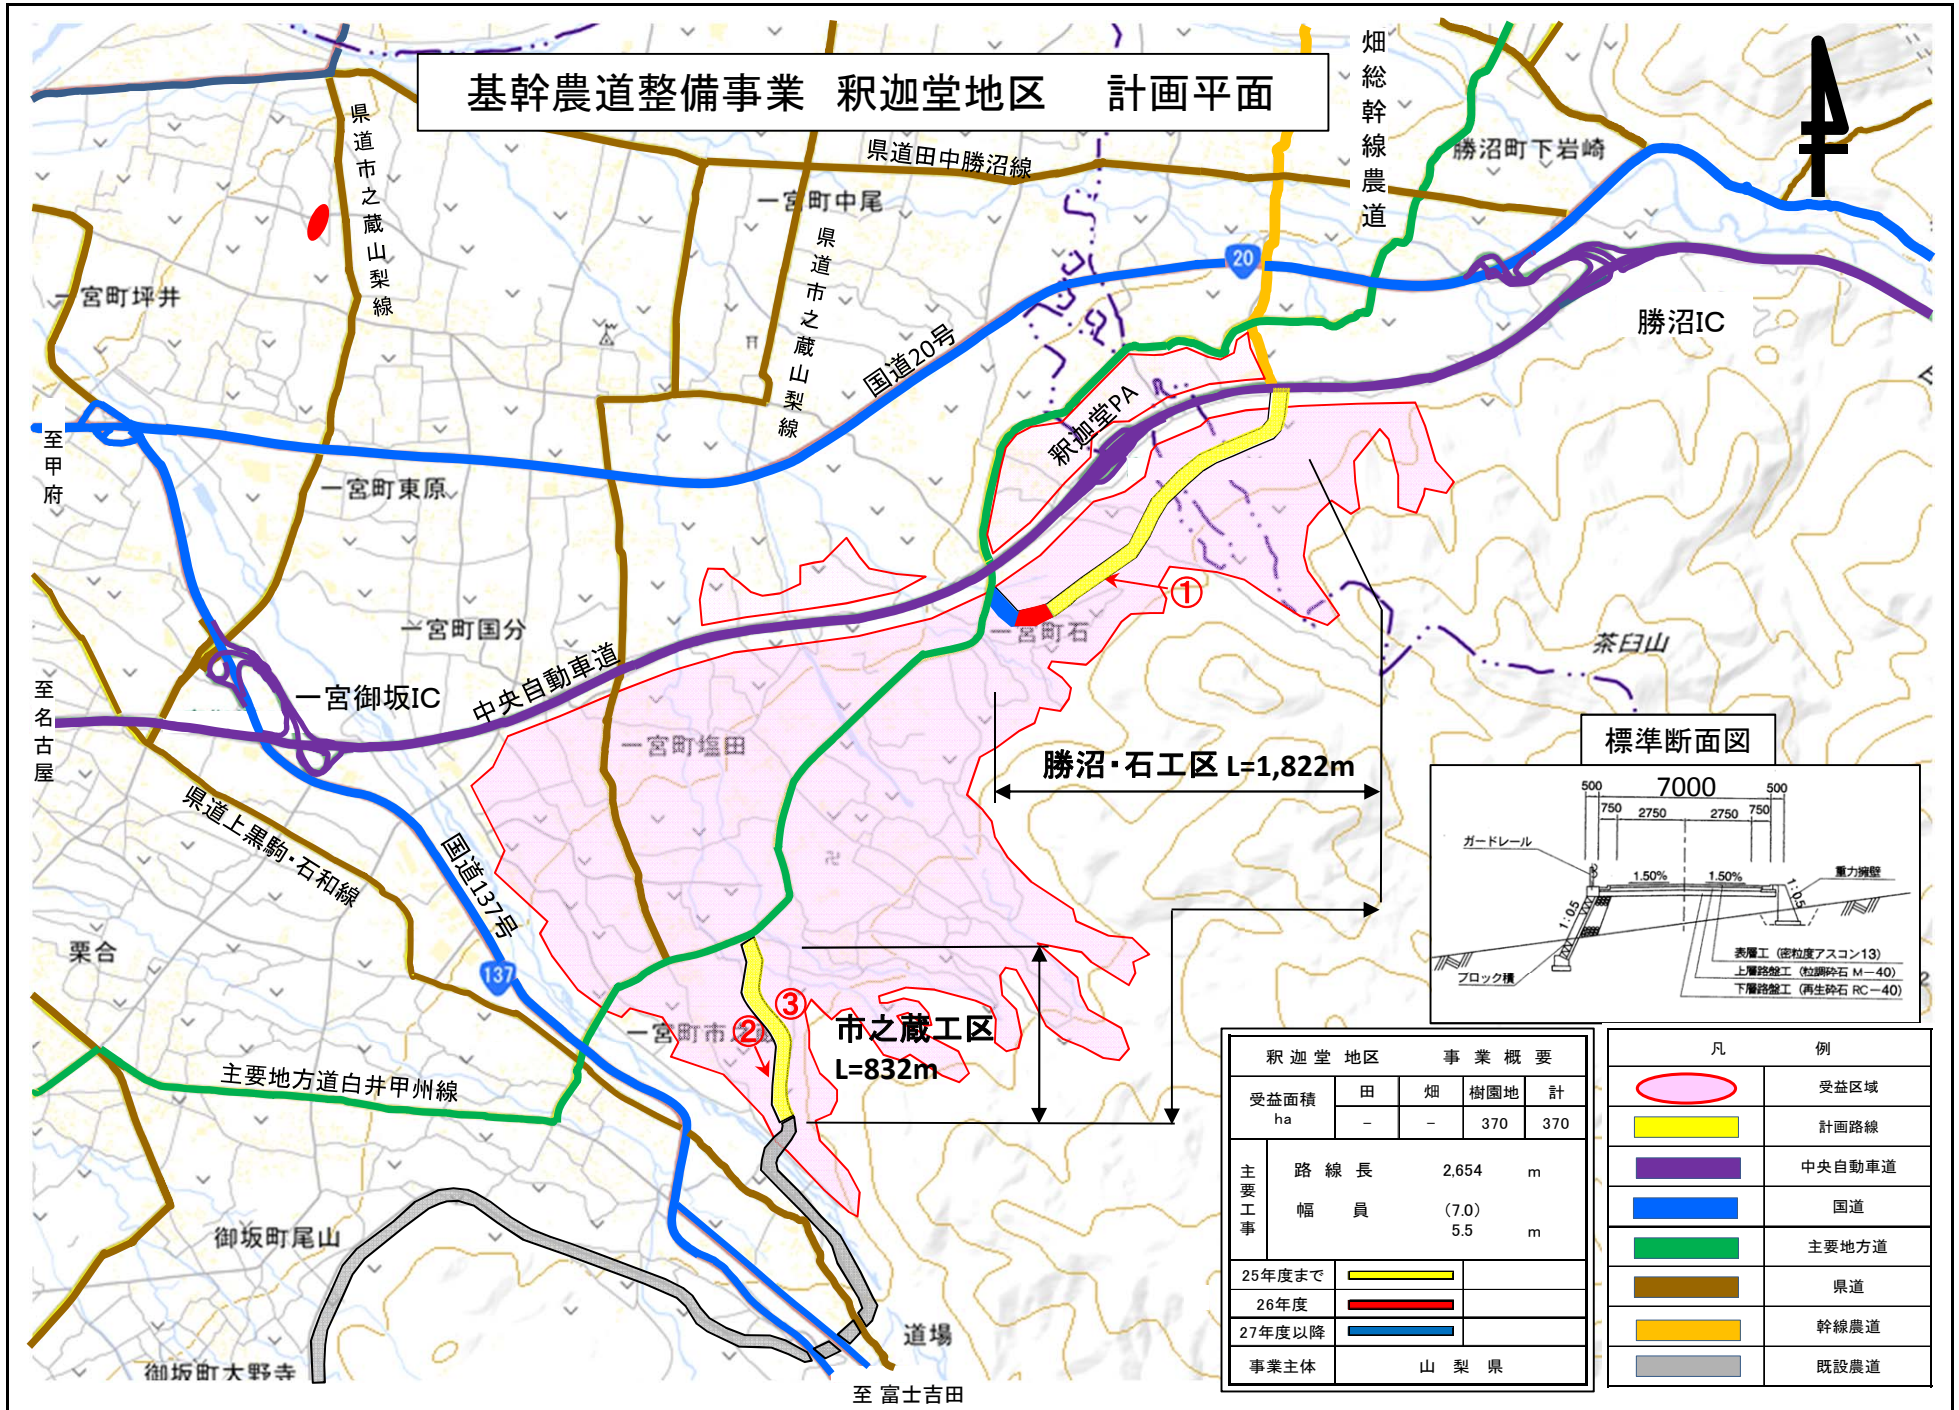 基幹農道整備事業 釈迦堂地区 計画平面
畑総幹線農道
県道市之蔵山梨線
県道田中勝沼線
勝沼町下岩崎
一宮町中尾
県道市之蔵山梨線
20
一宮町坪井
国道20号
勝沼IC
釈迦堂PA
至甲府
一宮町東原
①
一宮町石
一宮町国分
茶臼山
中央自動車道
至名古屋
一宮御坂IC
一宮町塩田
勝沼・石工区 L=1,822m
県道上黒駒・石和線
国道137号
137
栗合
③
②
一宮町市
市之蔵工区
L=832m
主要地方道白井甲州線
御坂町尾山
道場
御坂町大野寺
至 富士吉田
標準断面図
500
7000
500
750
2750
2750
750
ガードレール
1.50%
1.50%
重力擁壁
1:0.5
1:0.5
表層工（密粒度アスコン13）
上層路盤工（粒調砕石 M-40）
下層路盤工（再生砕石 RC-40）
ブロック積
2
釈迦堂 地区 事業概要
受益面積 ha
田 畑 樹園地 計
- - 370 370
主要工事
路線長 2,654 m
幅員 (7.0)
5.5 m
25年度まで
26年度
27年度以降
事業主体 山梨県
凡例
受益区域
計画路線
中央自動車道
国道
主要地方道
県道
幹線農道
既設農道